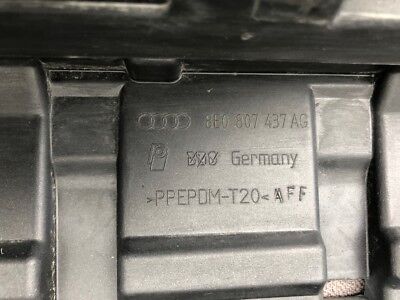 8E0 807 437 AG
Germany
>PPEPDM-T20< AFF